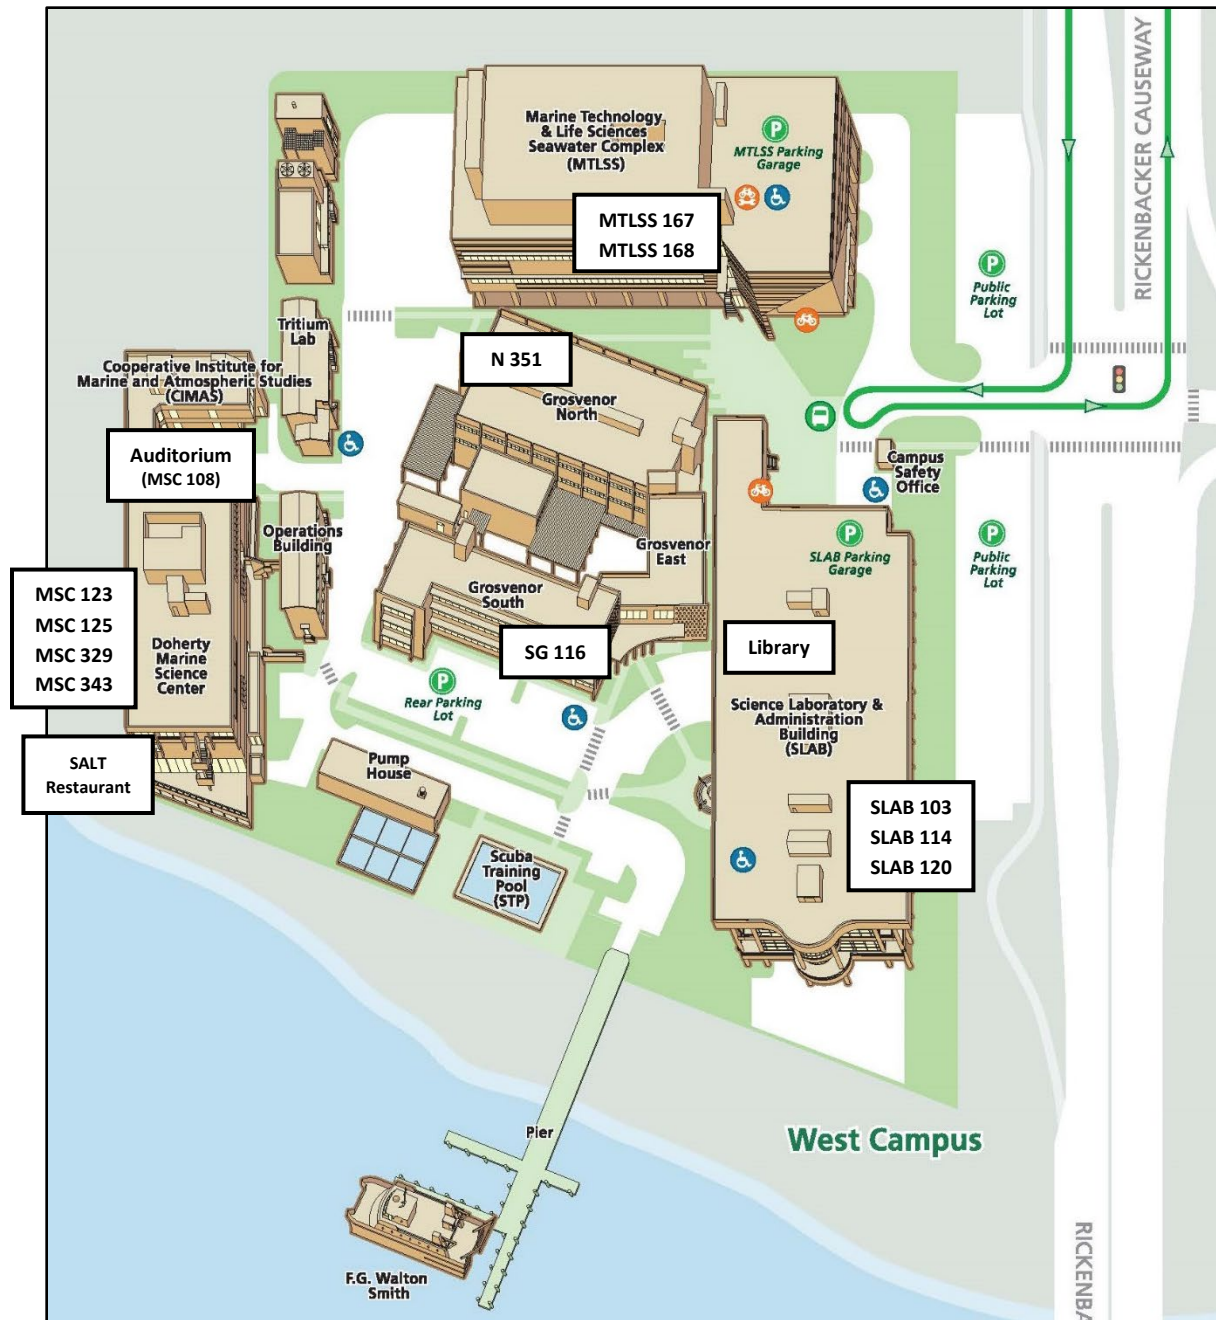 RICKENBACKER CAUSEWAY
Marine Technology
& Life Sciences
Seawater Complex
(MTLSS)
P
MTLSS Parking
Garage
MTLSS 167
MTLSS 168
P
Public
Parking
Lot
Tritium
Lab
Cooperative Institute for
Marine and Atmospheric Studies
(CIMAS)
N 351
Grosvenor
North
Auditorium
(MSC 108)
Campus
Safety
Office
Operations
Building
Grosvenor
East
P
SLAB Parking
Garage
P
Public
Parking
Lot
MSC 123
MSC 125
MSC 329
MSC 343
Doherty
Marine
Science
Center
Grosvenor
South
SG 116
Library
P
Rear Parking
Lot
Science Laboratory &
Administration
Building
(SLAB)
SALT
Restaurant
Pump
House
SLAB 103
SLAB 114
SLAB 120
Scuba
Training
Pool
(STP)
Pier
West Campus
F.G. Walton
Smith
RICKENBA